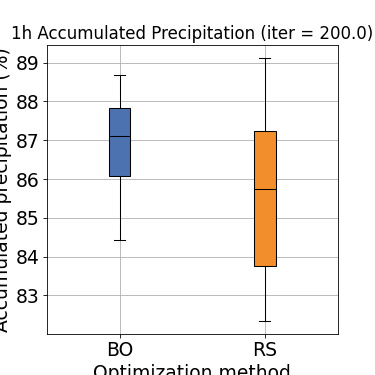 1h Accumulated Precipitation (iter = 200.0)
Accumulated precipitation (%)
89
88
87
86
85
84
83
BO RS
Optimization method